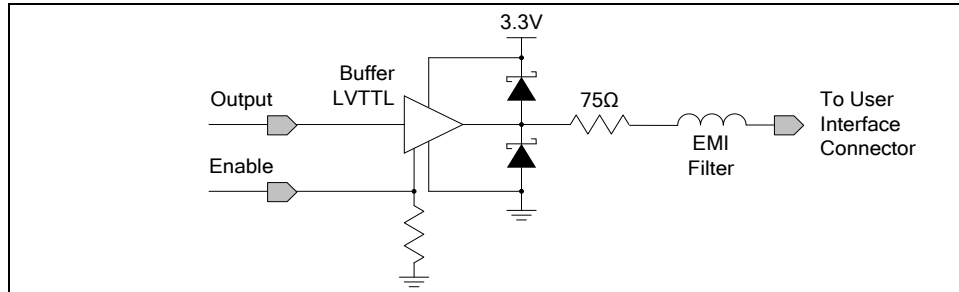 3.3V
Buffer
LVTTL
Output
75Ω
To User
Interface
Connector
EMI
Filter
Enable